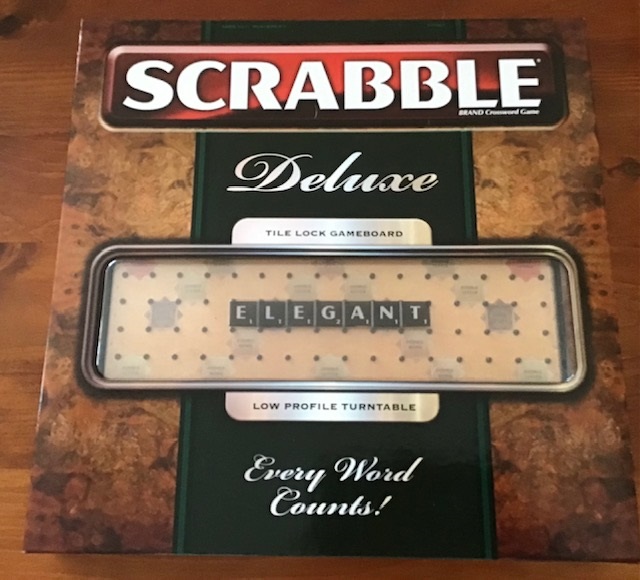 SCRABBLE
BRAND Crossword Game
Deluxe
TILE LOCK GAMEBOARD
ELEGANT
LOW PROFILE TURNTABLE
Every Word
Counts!